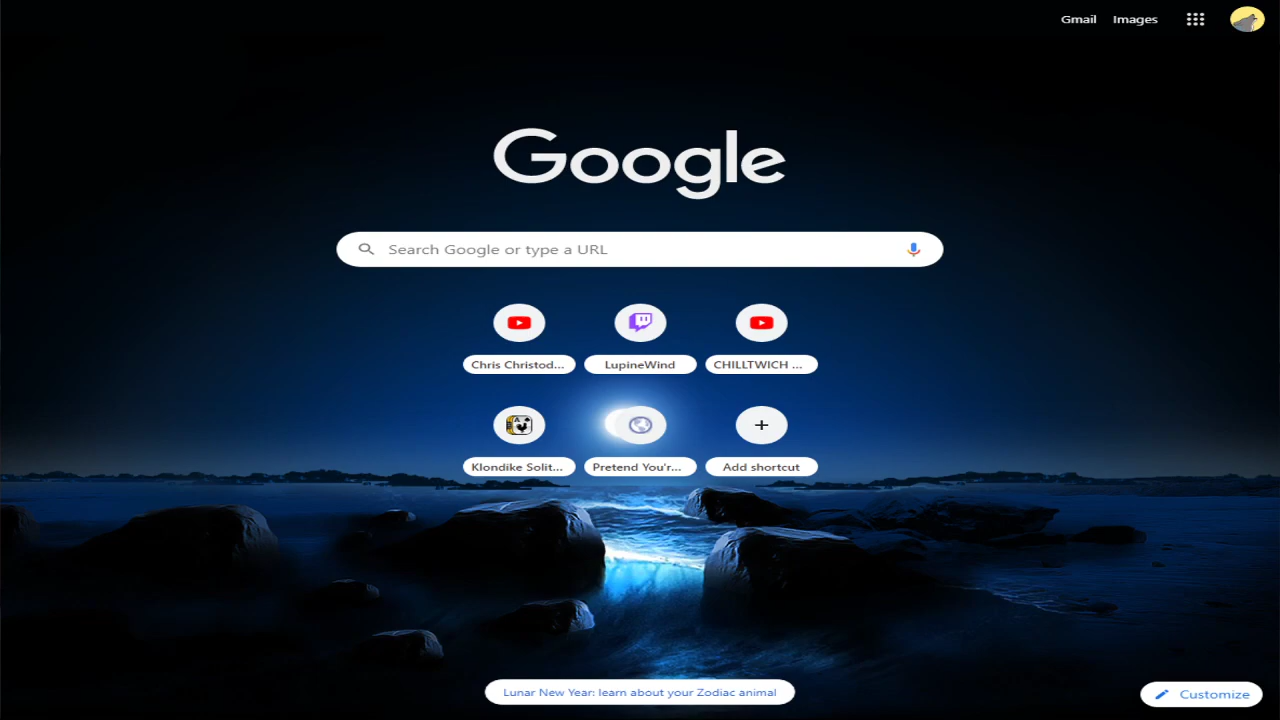 Gmail Images
Google
Search Google or type a URL
Chris Christod... LupineWind CHILLTWICH ...
Klondike Solit... Pretend You'r... Add shortcut
Lunar New Year: learn about your Zodiac animal
Customize